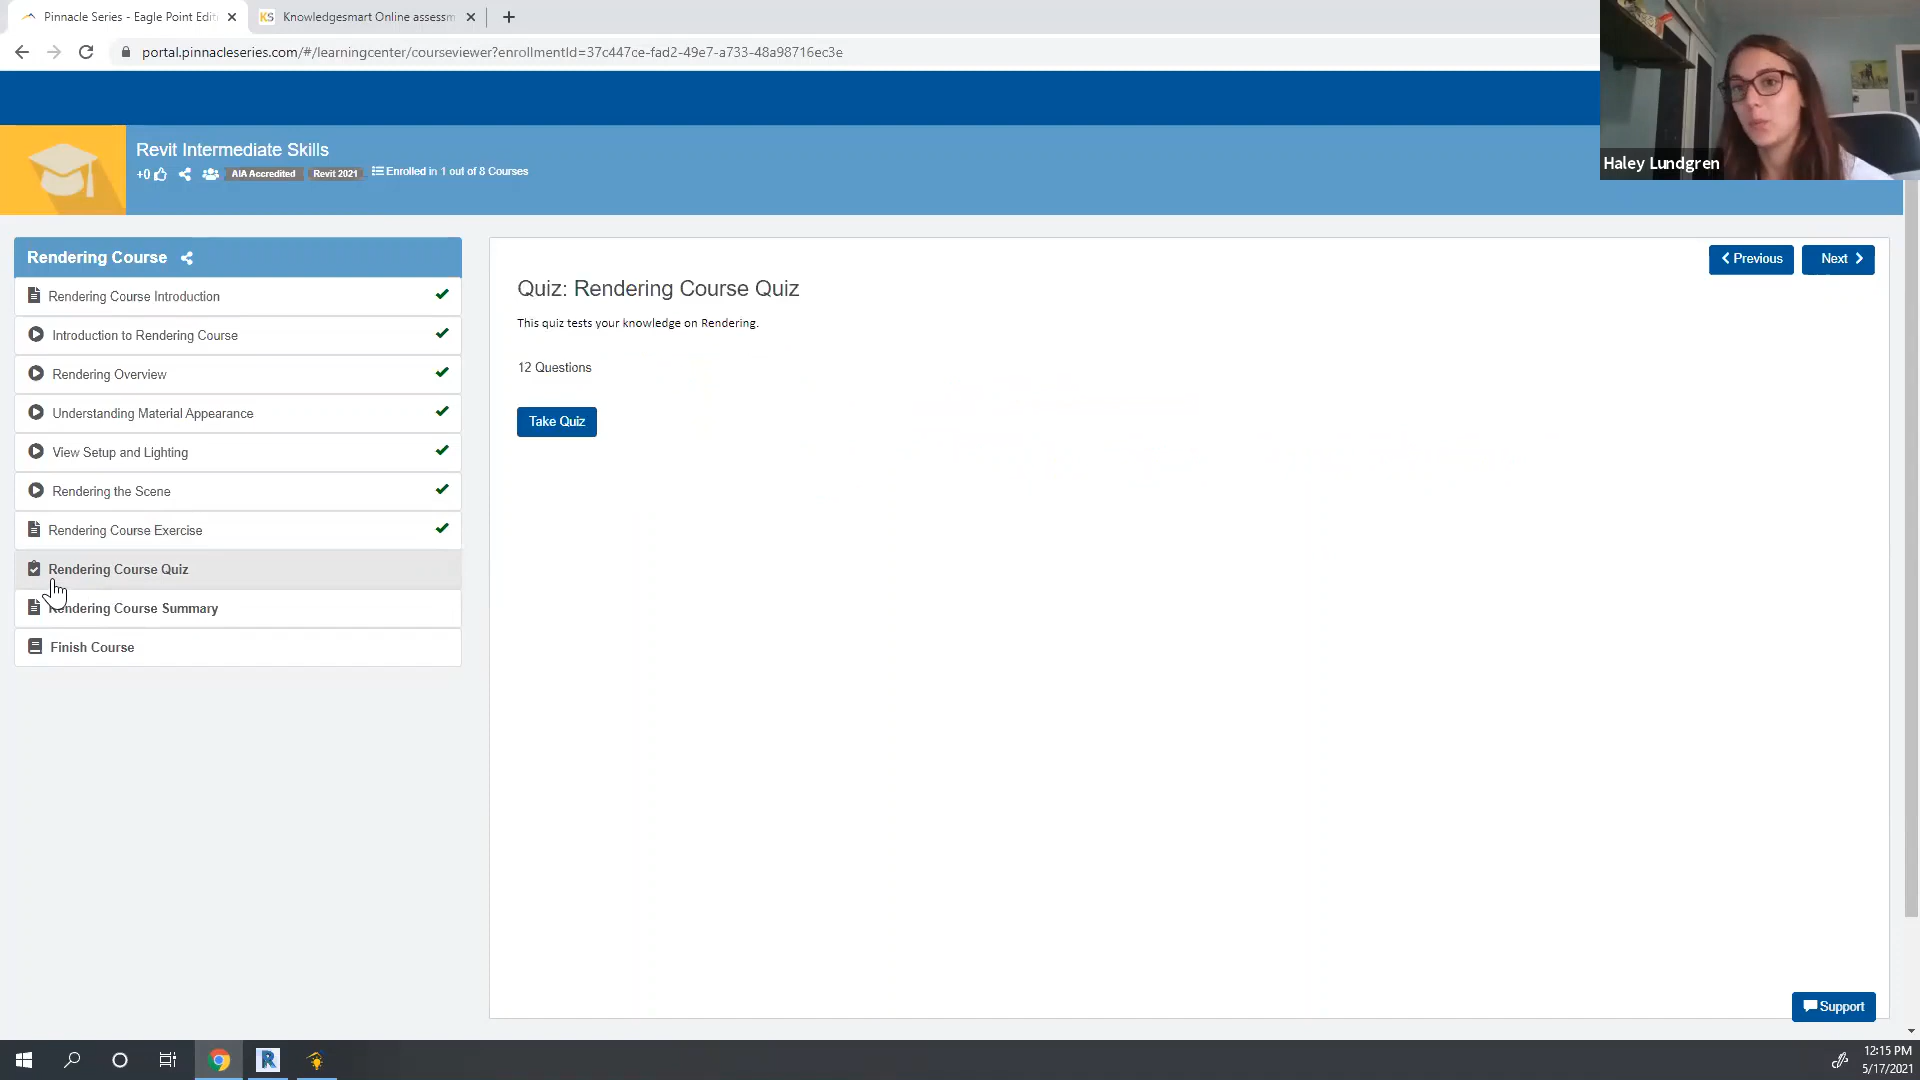 Pinnacle Series - Eagle Point Edit
KS Knowledgesmart Online assessm
portal.pinnacleseries.com/#/learningcenter/courseviewer?enrollmentId=37c447ce-fad2-49e7-a733-48a98716ec3e
Haley Lundgren
Revit Intermediate Skills
+0 AIA Accredited Revit 2021 Enrolled in 1 out of 8 Courses
Rendering Course
Rendering Course Introduction
Introduction to Rendering Course
Rendering Overview
Understanding Material Appearance
View Setup and Lighting
Rendering the Scene
Rendering Course Exercise
Rendering Course Quiz
Rendering Course Summary
Finish Course
Previous
Next
Quiz: Rendering Course Quiz
This quiz tests your knowledge on Rendering.
12 Questions
Take Quiz
Support
R
12:15 PM
5/17/2021